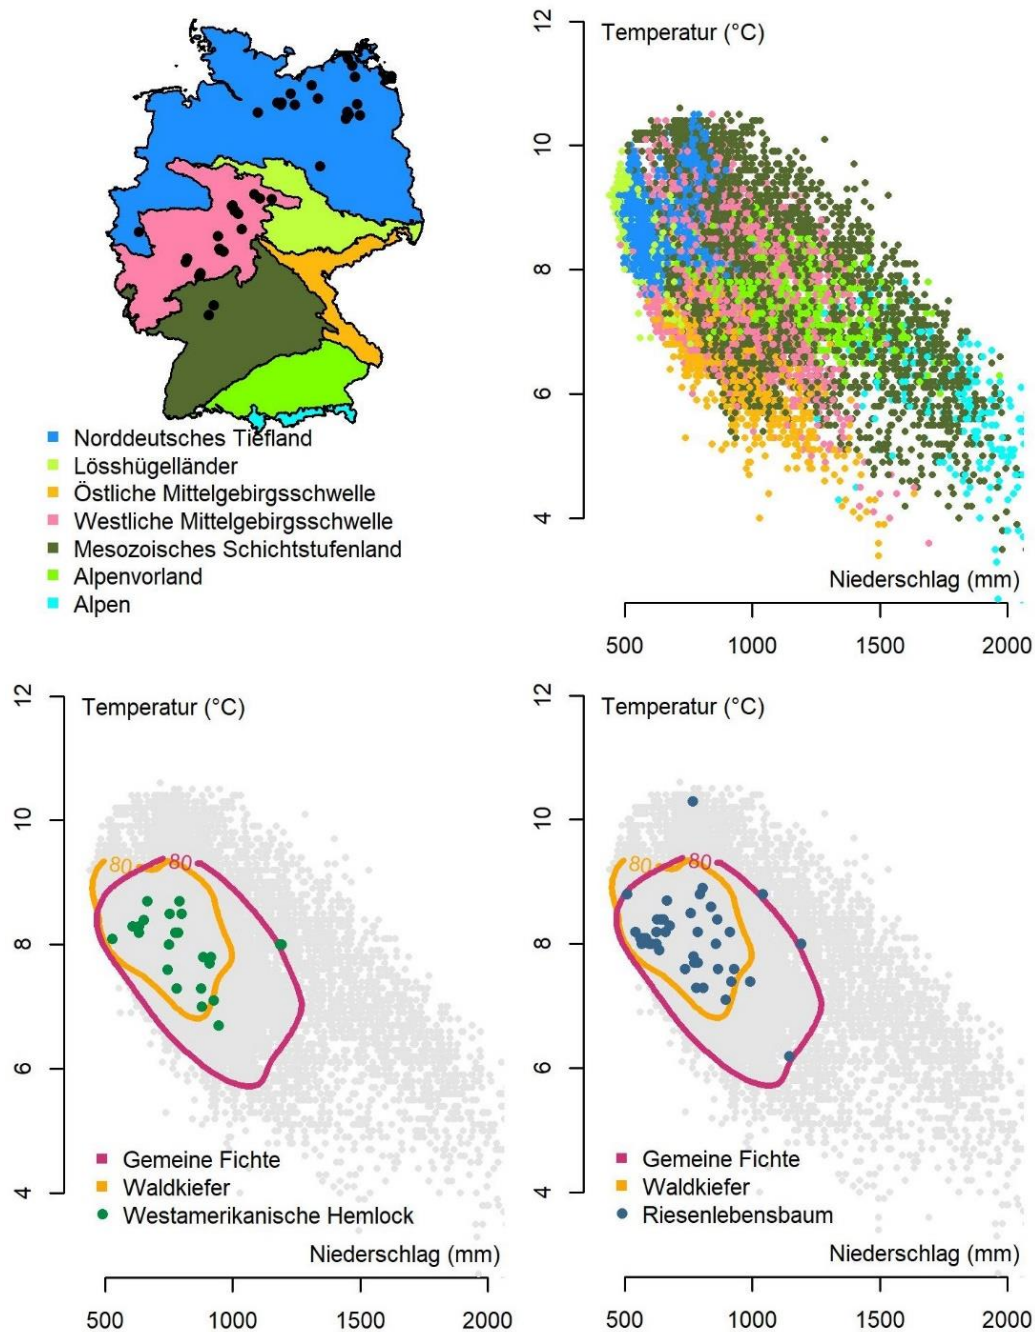 Norddeutsches Tiefland
Lösshügelländer
Östliche Mittelgebirgsschwelle
Westliche Mittelgebirgsschwelle
Mesozoisches Schichtstufenland
Alpenvorland
Alpen
Temperatur (°C)
12
10
8
6
4
Niederschlag (mm)
500 1000 1500 2000
Temperatur (°C)
12
10
8
6
4
80 80
Gemeine Fichte
Waldkiefer
Westamerikanische Hemlock
Niederschlag (mm)
500 1000 1500 2000
Temperatur (°C)
12
10
8
6
4
80 80
Gemeine Fichte
Waldkiefer
Riesenlebensbaum
Niederschlag (mm)
500 1000 1500 2000